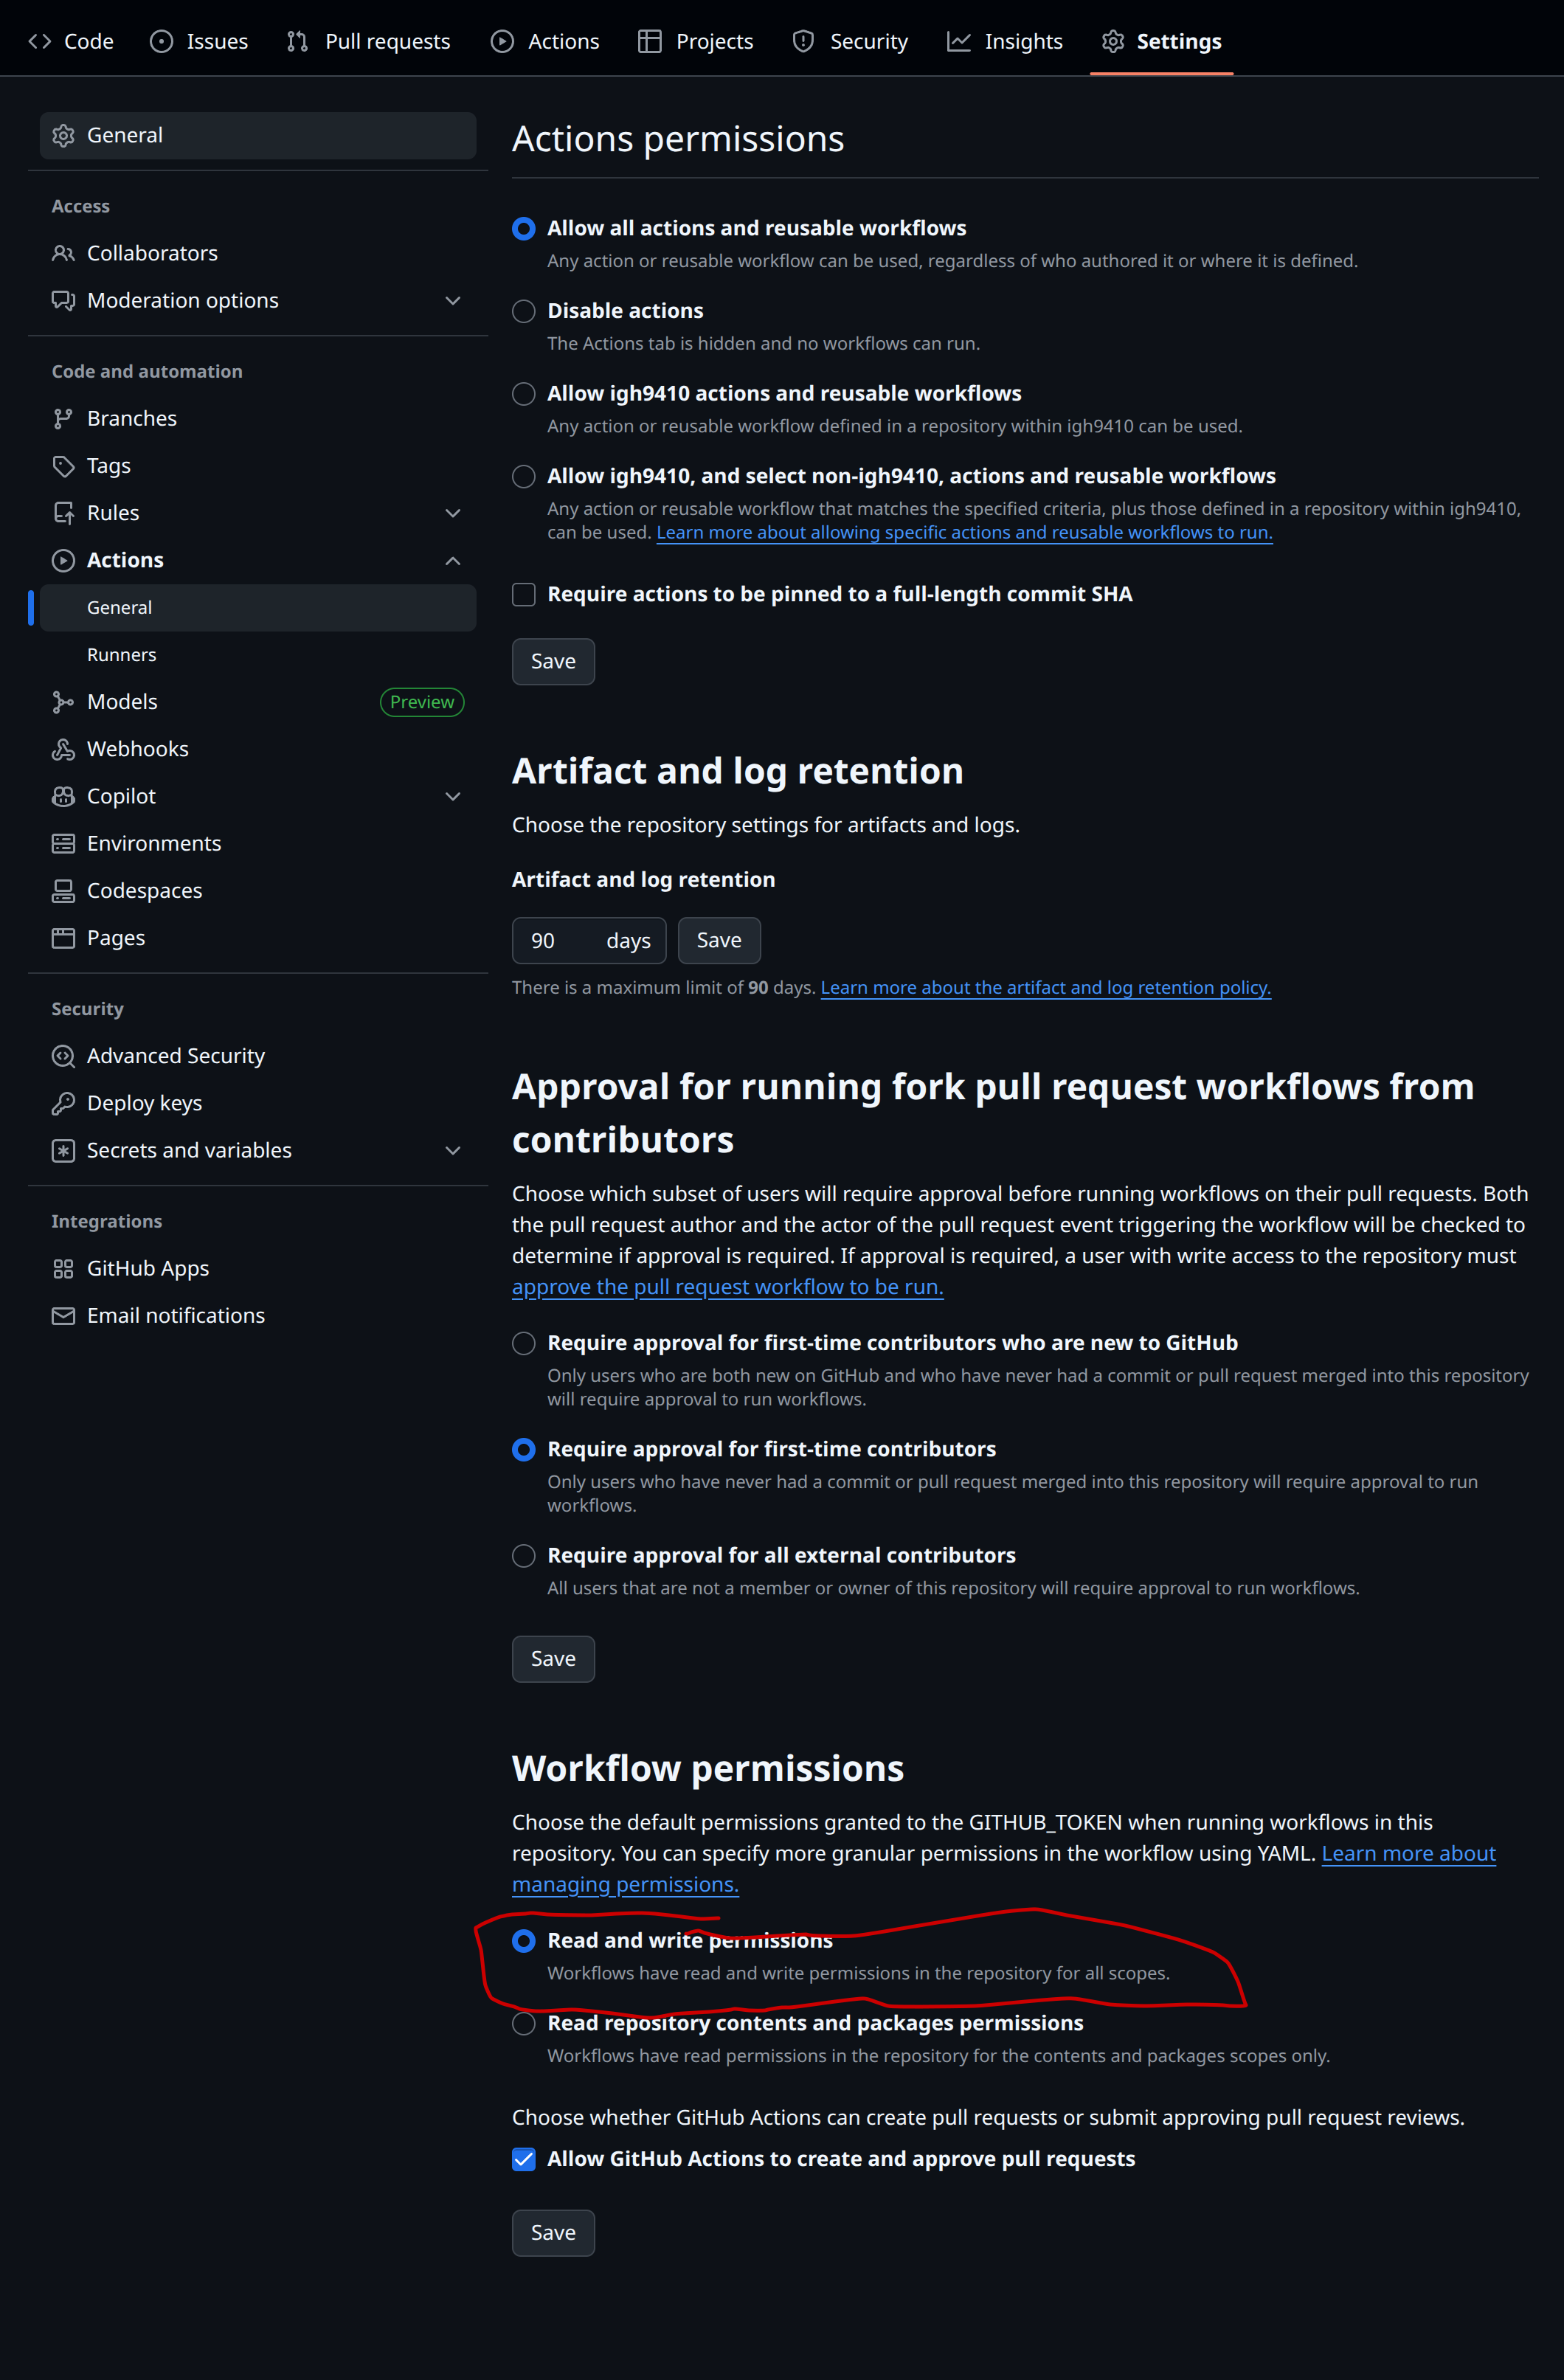 Code Issues Pull requests Actions Projects Security Insights Settings
General
Access
Collaborators
Moderation options
Code and automation
Branches
Tags
Rules
Actions
General
Runners
Models Preview
Webhooks
Copilot
Environments
Codespaces
Pages
Security
Advanced Security
Deploy keys
Secrets and variables
Integrations
GitHub Apps
Email notifications
Actions permissions
Allow all actions and reusable workflows
Any action or reusable workflow can be used, regardless of who authored it or where it is defined.
Disable actions
The Actions tab is hidden and no workflows can run.
Allow igh9410 actions and reusable workflows
Any action or reusable workflow defined in a repository within igh9410 can be used.
Allow igh9410, and select non-igh9410, actions and reusable workflows
Any action or reusable workflow that matches the specified criteria, plus those defined in a repository within igh9410,
can be used. Learn more about allowing specific actions and reusable workflows to run.
Require actions to be pinned to a full-length commit SHA
Save
Artifact and log retention
Choose the repository settings for artifacts and logs.
Artifact and log retention
90 days Save
There is a maximum limit of 90 days. Learn more about the artifact and log retention policy.
Approval for running fork pull request workflows from
contributors
Choose which subset of users will require approval before running workflows on their pull requests. Both
the pull request author and the actor of the pull request event triggering the workflow will be checked to
determine if approval is required. If approval is required, a user with write access to the repository must
approve the pull request workflow to be run.
Require approval for first-time contributors who are new to GitHub
Only users who are both new on GitHub and who have never had a commit or pull request merged into this repository
will require approval to run workflows.
Require approval for first-time contributors
Only users who have never had a commit or pull request merged into this repository will require approval to run
workflows.
Require approval for all external contributors
All users that are not a member or owner of this repository will require approval to run workflows.
Save
Workflow permissions
Choose the default permissions granted to the GITHUB_TOKEN when running workflows in this
repository. You can specify more granular permissions in the workflow using YAML. Learn more about
managing permissions.
Read and write permissions
Workflows have read and write permissions in the repository for all scopes.
Read repository contents and packages permissions
Workflows have read permissions in the repository for the contents and packages scopes only.
Choose whether GitHub Actions can create pull requests or submit approving pull request reviews.
Allow GitHub Actions to create and approve pull requests
Save